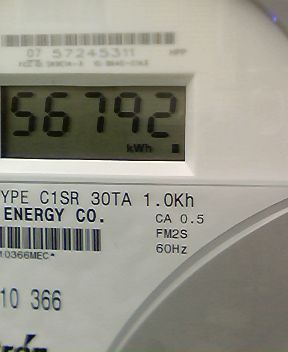 07 57245311
56792
kWh
YPE C1SR 30TA 1.0Kh
ENERGY CO.
CA 0.5
FM2S
60Hz
10366MEC*
10 366